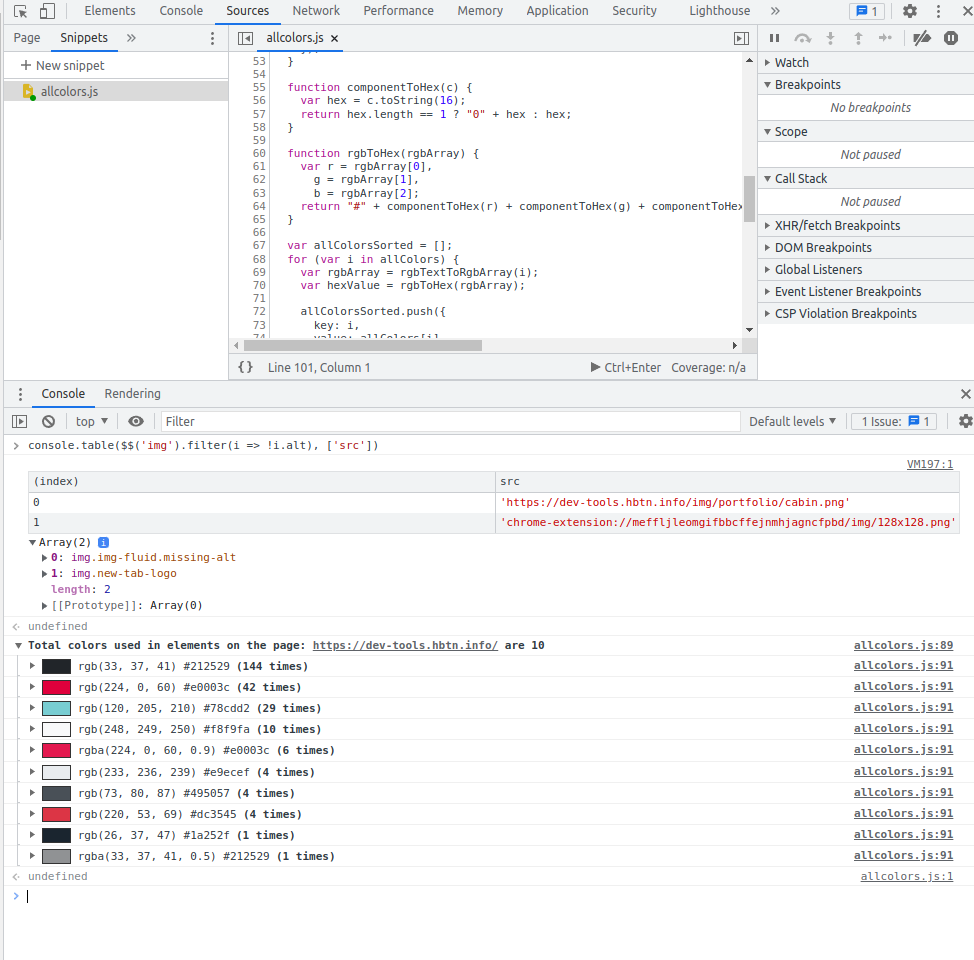 Elements Console Sources Network Performance Memory Application Security Lighthouse » 1
Page Snippets »
allcolors.js ×
+ New snippet
allcolors.js
53 }
54
55 function componentToHex(c) {
56 var hex = c.toString(16);
57 return hex.length == 1 ? "0" + hex : hex;
58 }
59
60 function rgbToHex(rgbArray) {
61 var r = rgbArray[0],
62 g = rgbArray[1],
63 b = rgbArray[2];
64 return "#" + componentToHex(r) + componentToHex(g) + componentToHex
65 }
66
67 var allColorsSorted = [];
68 for (var i in allColors) {
69 var rgbArray = rgbTextToRgbArray(i);
70 var hexValue = rgbToHex(rgbArray);
71
72 allColorsSorted.push({
73 key: i,
74 value: allColors[i]
{} Line 101, Column 1 Ctrl+Enter Coverage: n/a
Watch
Breakpoints
No breakpoints
Scope
Not paused
Call Stack
Not paused
XHR/fetch Breakpoints
DOM Breakpoints
Global Listeners
Event Listener Breakpoints
CSP Violation Breakpoints
Console Rendering
top Filter Default levels 1 Issue: 1
> console.table($$('img').filter(i => !i.alt), ['src'])
VM197:1
(index) src
0 'https://dev-tools.hbtn.info/img/portfolio/cabin.png'
1 'chrome-extension://meffljleomgifbbcffejnmhjagncfpbd/img/128x128.png'
Array(2) i
0: img.img-fluid.missing-alt
1: img.new-tab-logo
length: 2
[[Prototype]]: Array(0)
undefined
Total colors used in elements on the page: https://dev-tools.hbtn.info/ are 10 allcolors.js:89
rgb(33, 37, 41) #212529 (144 times) allcolors.js:91
rgb(224, 0, 60) #e0003c (42 times) allcolors.js:91
rgb(120, 205, 210) #78cdd2 (29 times) allcolors.js:91
rgb(248, 249, 250) #f8f9fa (10 times) allcolors.js:91
rgba(224, 0, 60, 0.9) #e0003c (6 times) allcolors.js:91
rgb(233, 236, 239) #e9ecef (4 times) allcolors.js:91
rgb(73, 80, 87) #495057 (4 times) allcolors.js:91
rgb(220, 53, 69) #dc3545 (4 times) allcolors.js:91
rgb(26, 37, 47) #1a252f (1 times) allcolors.js:91
rgba(33, 37, 41, 0.5) #212529 (1 times) allcolors.js:91
undefined allcolors.js:1
>